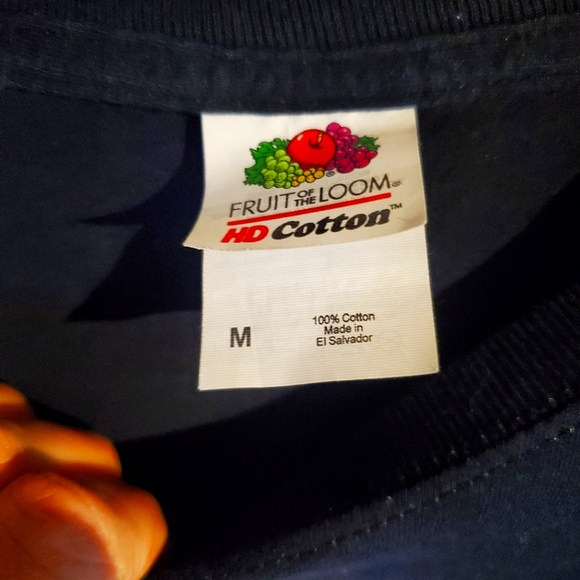 FRUIT OF THE LOOM®
HD Cotton™
M
100% Cotton
Made in
El Salvador